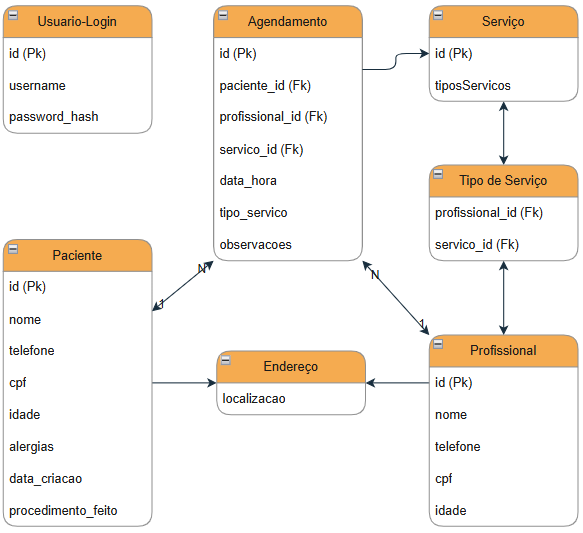 Usuario-Login
id (Pk)
username
password_hash
Agendamento
id (Pk)
paciente_id (Fk)
profissional_id (Fk)
servico_id (Fk)
data_hora
tipo_servico
observacoes
Serviço
id (Pk)
tiposServicos
Tipo de Serviço
profissional_id (Fk)
servico_id (Fk)
Paciente
id (Pk)
nome
telefone
cpf
idade
alergias
data_criacao
procedimento_feito
N
1
N
1
Endereço
localizacao
Profissional
id (Pk)
nome
telefone
cpf
idade